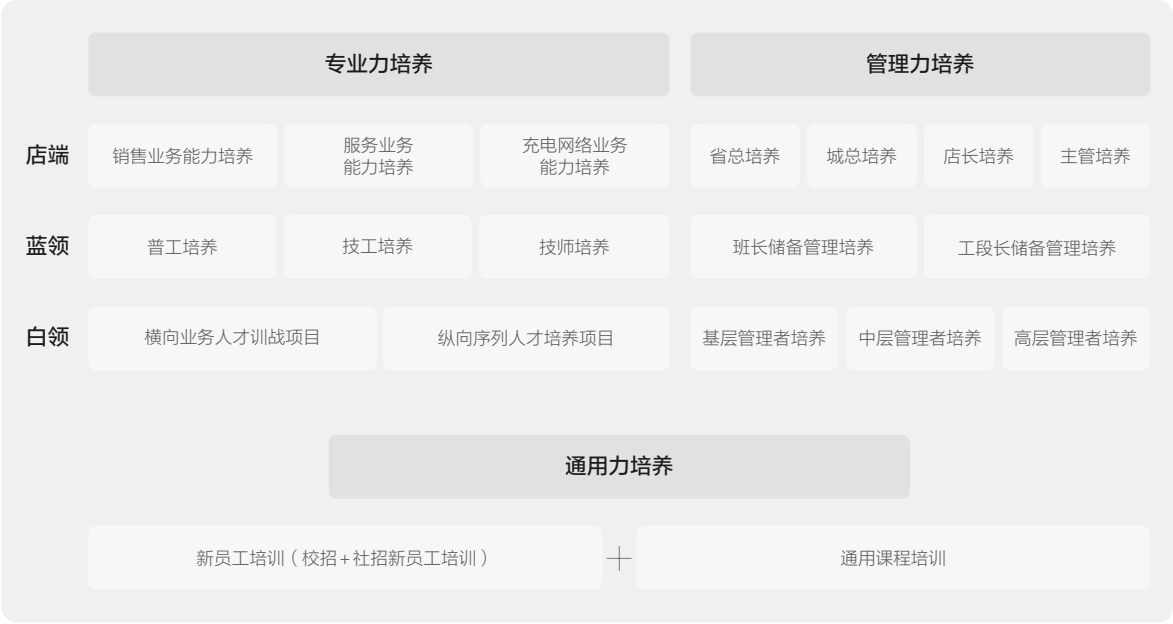 专业力培养
管理力培养
店端
销售业务能力培养
服务业务
能力培养
充电网络业务
能力培养
省总培养
城总培养
店长培养
主管培养
蓝领
普工培养
技工培养
技师培养
班长储备管理培养
工段长储备管理培养
白领
横向业务人才训战项目
纵向序列人才培养项目
基层管理者培养
中层管理者培养
高层管理者培养
通用力培养
新员工培训（校招+社招新员工培训）
+
通用课程培训